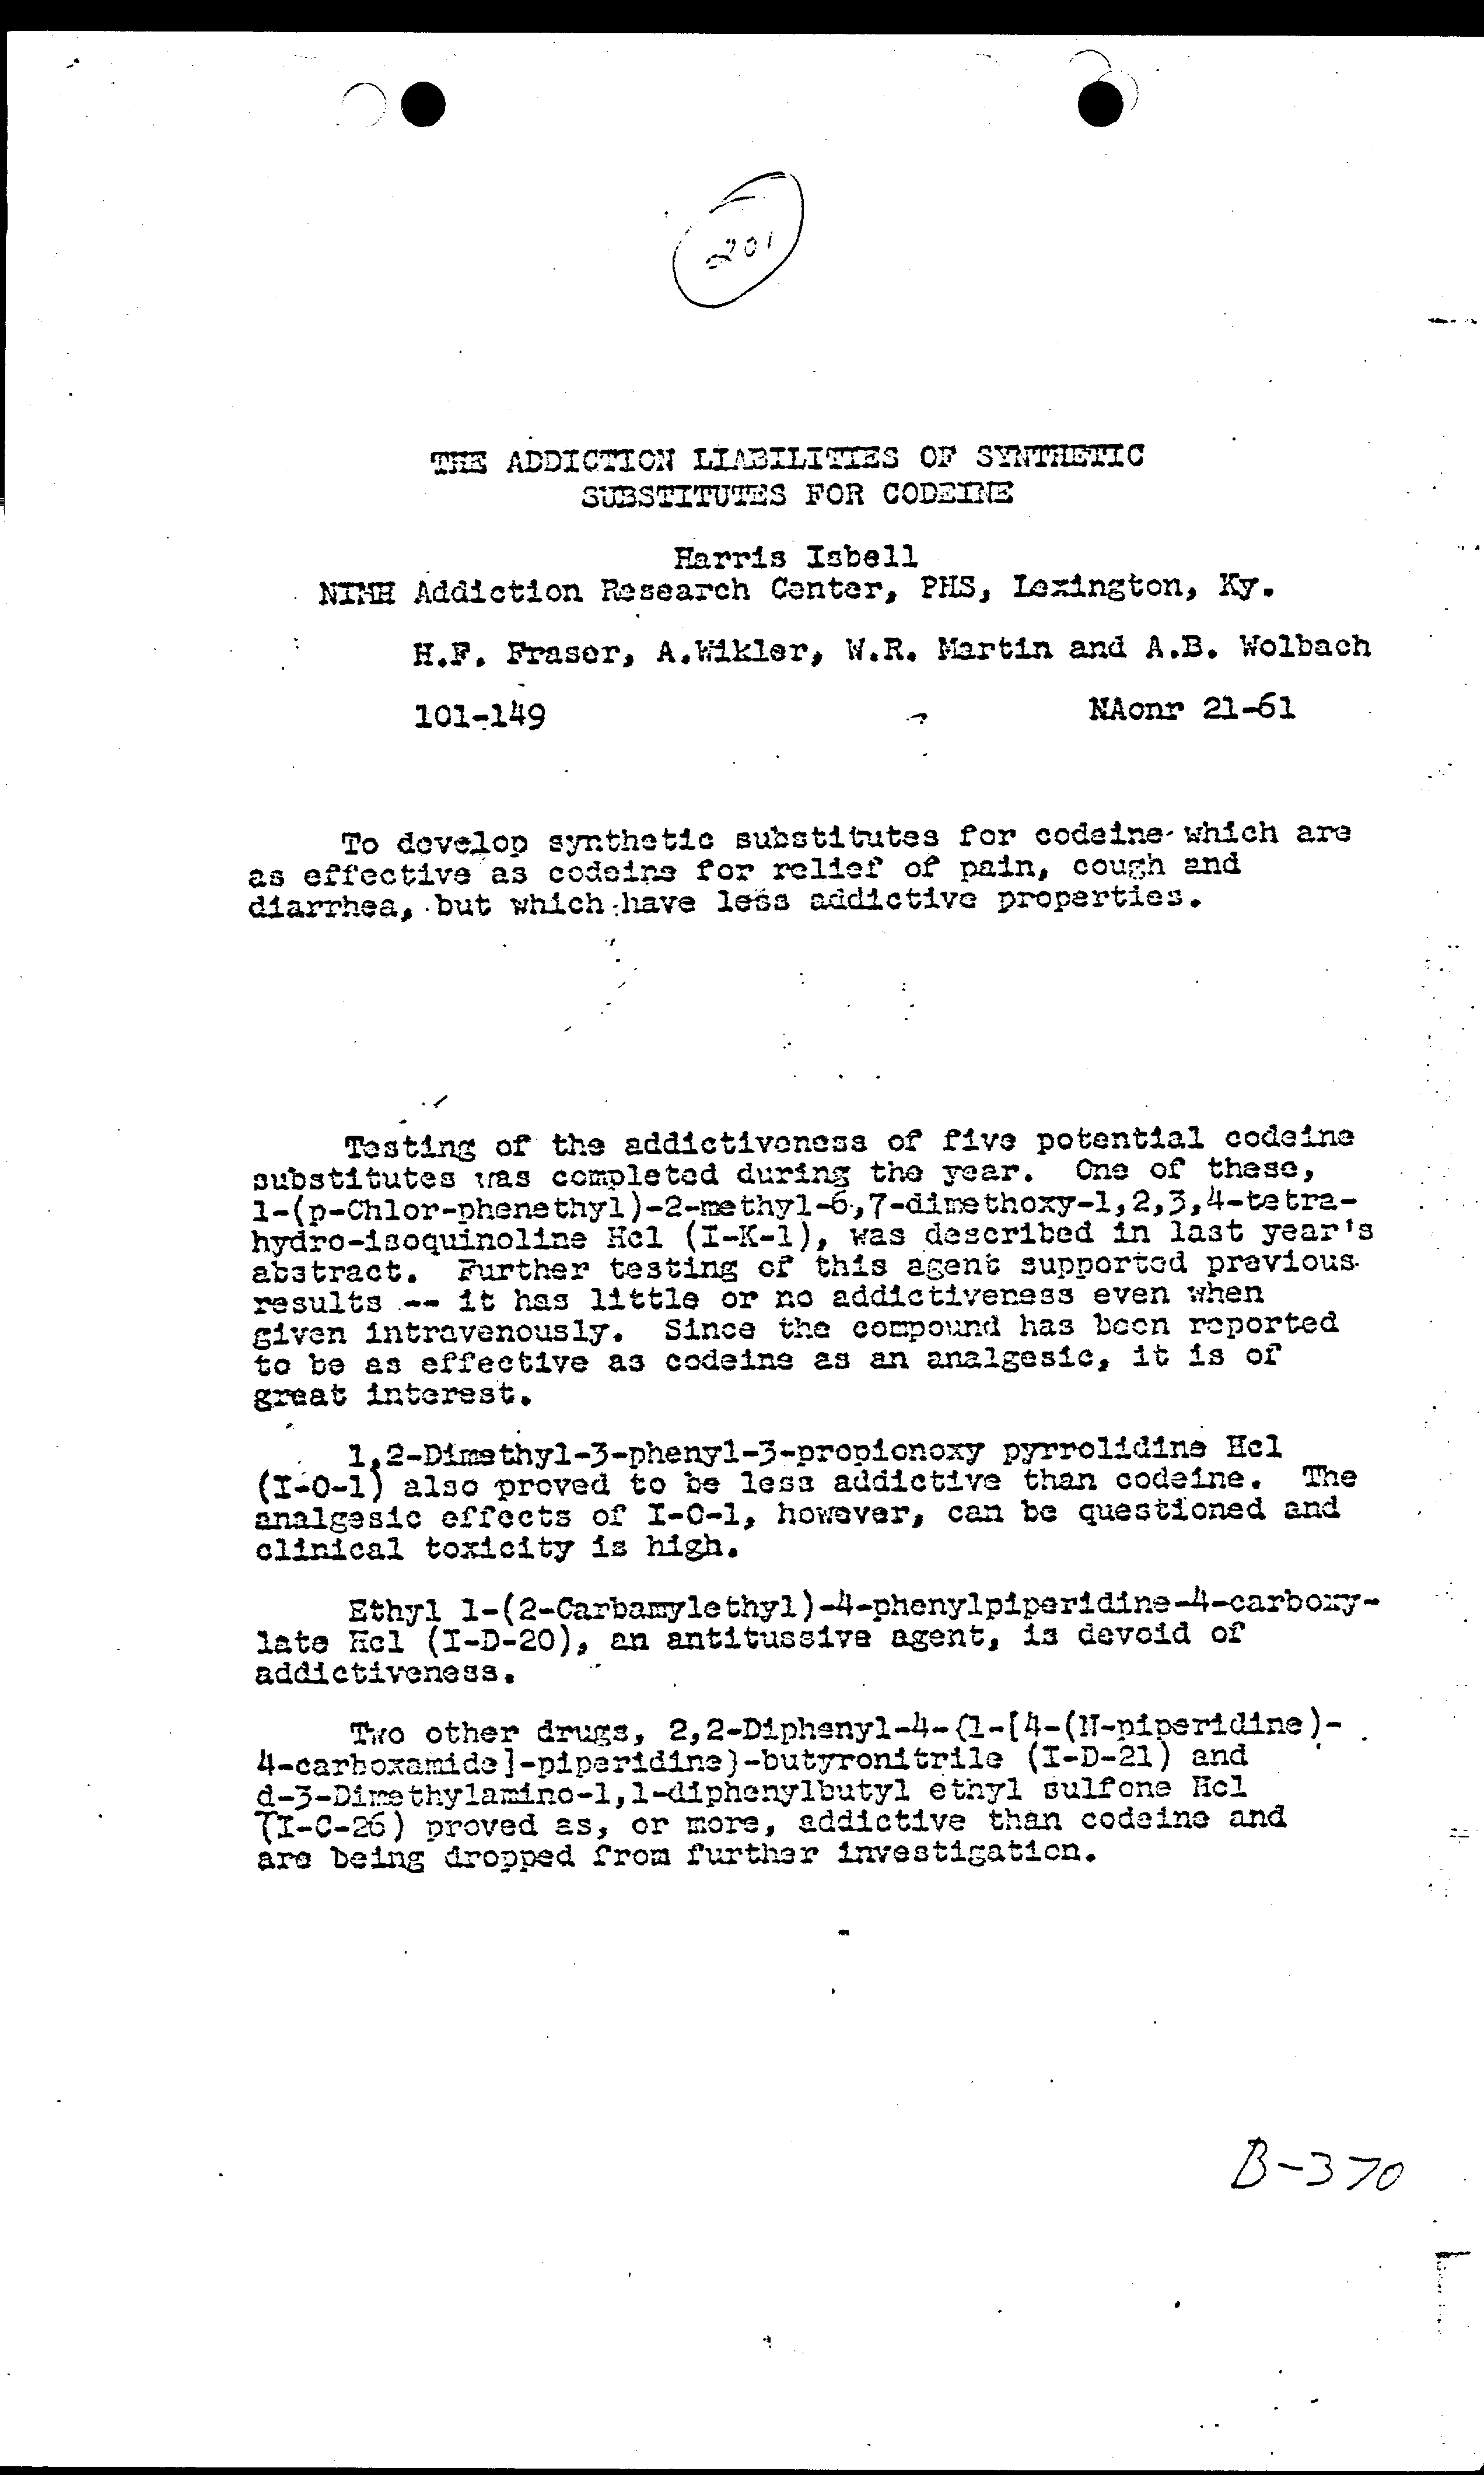 201
THE ADDICTION LIABILITIES OF SYNTHETIC
SUBSTITUTES FOR CODEINE
Harris Isbell
NIMH Addiction Research Center, PHS, Lexington, Ky.
H.F. Fraser, A.Wikler, W.R. Martin and A.B. Wolbach
101-149 NAonr 21-61
To develop synthetic substitutes for codeine which are
as effective as codeine for relief of pain, cough and
diarrhea, but which have less addictive properties.
Testing of the addictiveness of five potential codeine
substitutes was completed during the year. One of these,
1-(p-Chlor-phenethyl)-2-methyl-6,7-dimethoxy-1,2,3,4-tetra-
hydro-isoquinoline Hcl (I-K-1), was described in last year's
abstract. Further testing of this agent supported previous
results -- it has little or no addictiveness even when
given intravenously. Since the compound has been reported
to be as effective as codeine as an analgesic, it is of
great interest.
1,2-Dimethyl-3-phenyl-3-propionoxy pyrrolidine Hcl
(I-O-1) also proved to be less addictive than codeine. The
analgesic effects of I-O-1, however, can be questioned and
clinical toxicity is high.
Ethyl 1-(2-Carbamylethyl)-4-phenylpiperidine-4-carboxy-
late Hcl (I-D-20), an antitussive agent, is devoid of
addictiveness.
Two other drugs, 2,2-Diphenyl-4-{1-[4-(N-piperidine)-
4-carboxamide]-piperidine}-butyronitrile (I-D-21) and
d-3-Dimethylamino-1,1-diphenylbutyl ethyl sulfone Hcl
(I-C-26) proved as, or more, addictive than codeine and
are being dropped from further investigation.
B-370